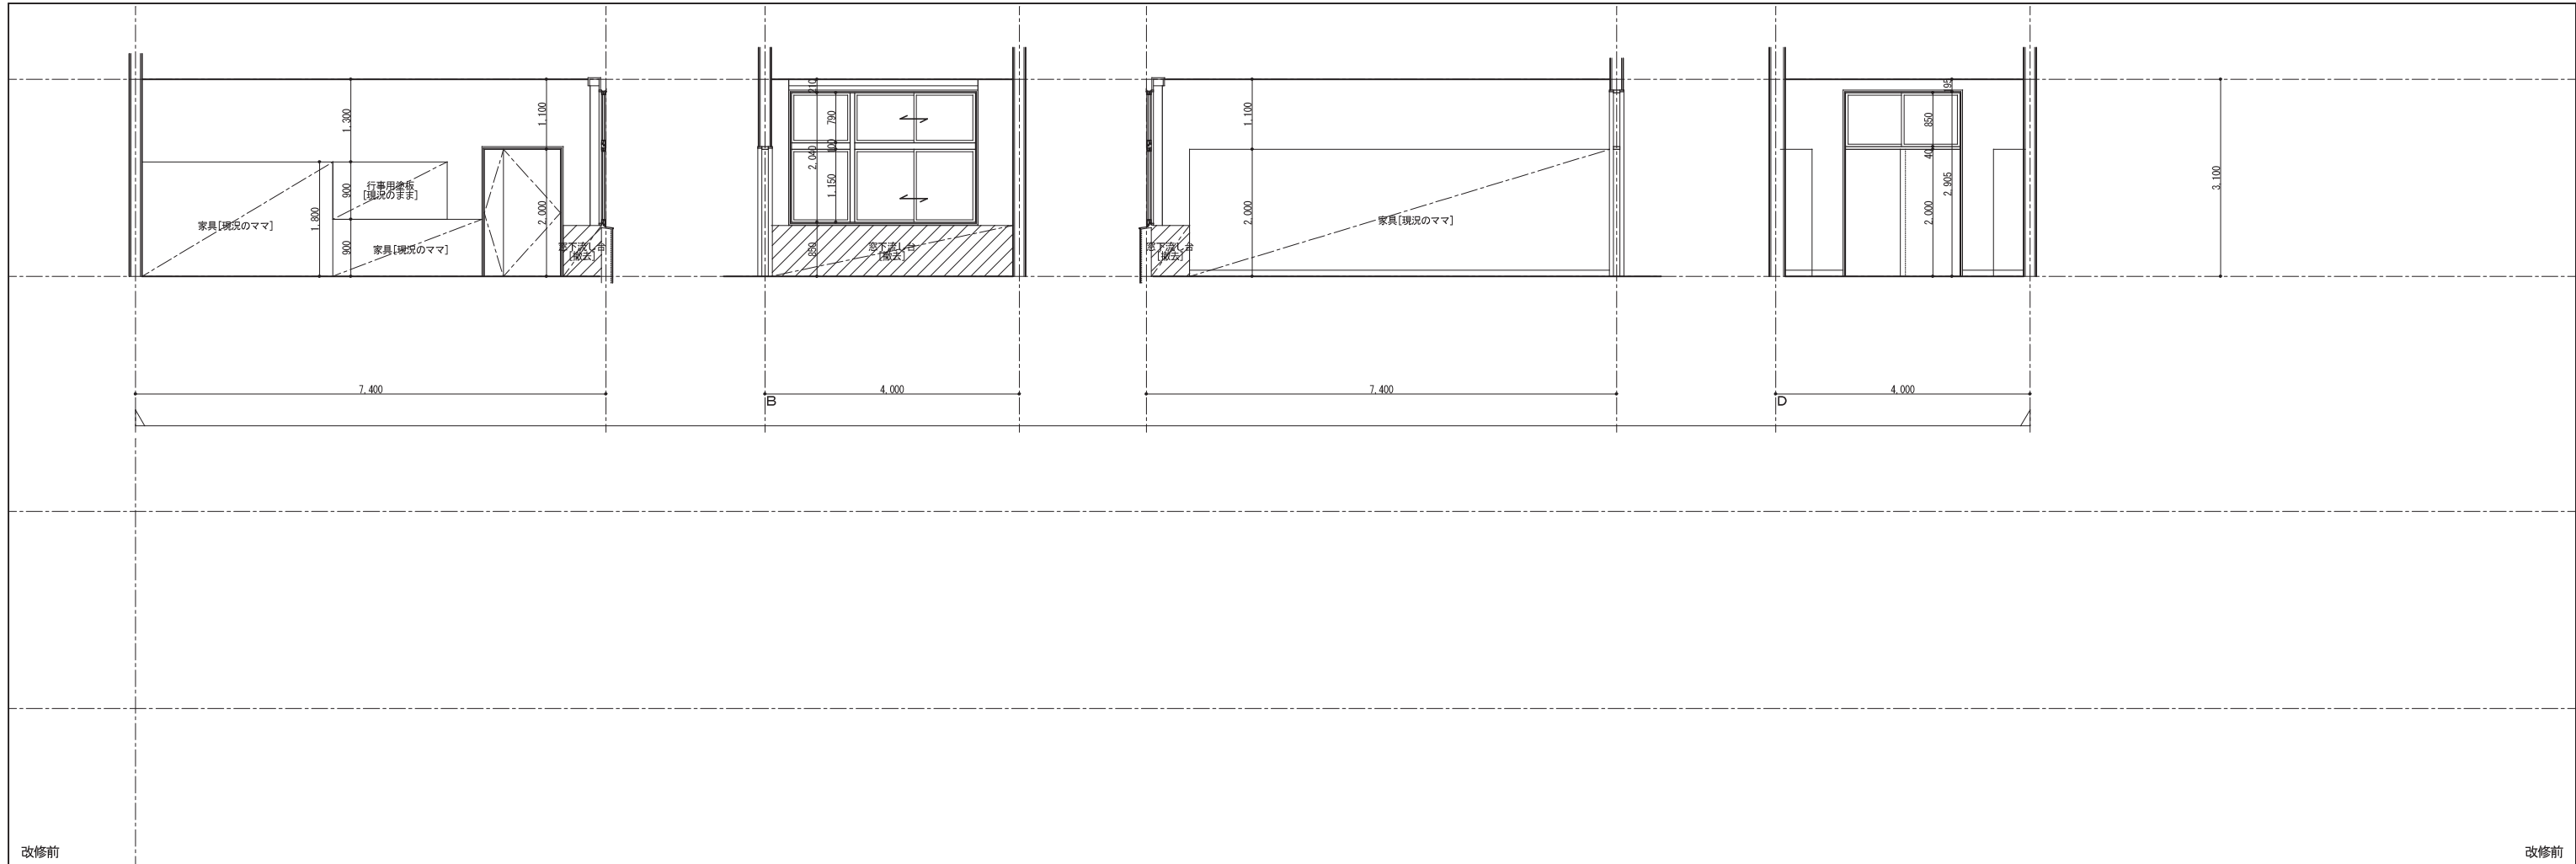 1,300
900
900
1,800
行事用塗板
[現況のまま]
家具[現況のママ]
家具[現況のママ]
1,100
2,000
窓下流し台
[撤去]
7,400
210
2,040
850
790
100
1,150
窓下流し台
[撤去]
4,000
B
窓下流し台
[撤去]
1,100
2,000
家具[現況のママ]
7,400
195
2,905
850
40
2,000
4,000
D
3,100
改修前
改修前